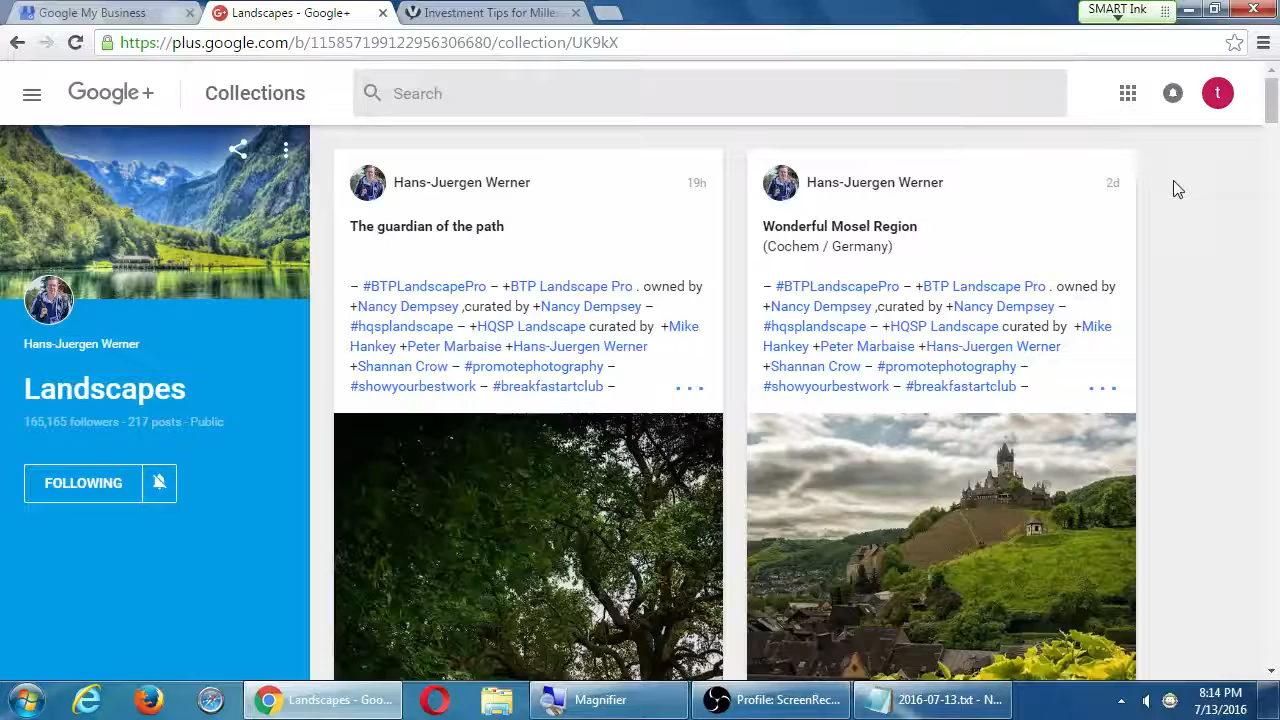 Google My Business
Landscapes - Google+
Investment Tips for Mille
SMART Ink
https://plus.google.com/b/115857199122956306680/collection/UK9kX
Google+
Collections
Search
t
Hans-Juergen Werner
19h
The guardian of the path
– #BTPLandscapePro – +BTP Landscape Pro . owned by
+Nancy Dempsey ,curated by +Nancy Dempsey –
#hqsplandscape – +HQSP Landscape curated by +Mike
Hankey +Peter Marbaise +Hans-Juergen Werner
+Shannan Crow – #promotephotography –
#showyourbestwork – #breakfastartclub –
Hans-Juergen Werner
2d
Wonderful Mosel Region
(Cochem / Germany)
– #BTPLandscapePro – +BTP Landscape Pro . owned by
+Nancy Dempsey ,curated by +Nancy Dempsey –
#hqsplandscape – +HQSP Landscape curated by +Mike
Hankey +Peter Marbaise +Hans-Juergen Werner
+Shannan Crow – #promotephotography –
#showyourbestwork – #breakfastartclub –
Hans-Juergen Werner
Landscapes
165,165 followers - 217 posts - Public
FOLLOWING
Landscapes - Goo...
Magnifier
Profile: ScreenRec...
2016-07-13.txt - N...
8:14 PM
7/13/2016